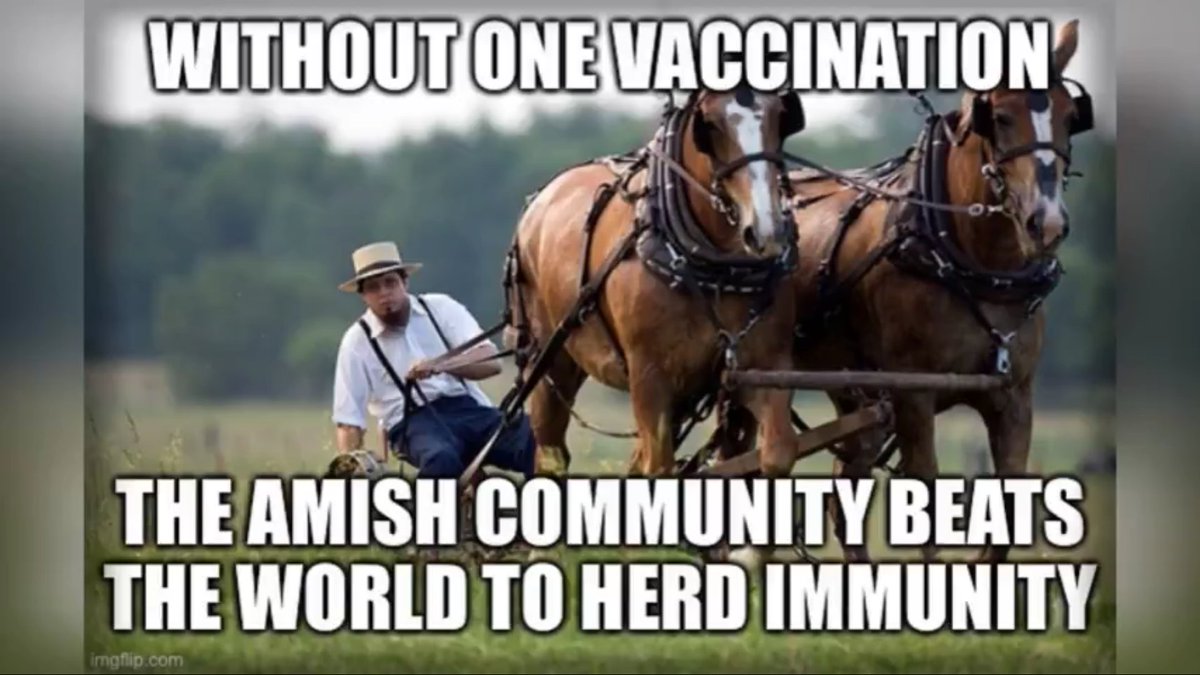 WITHOUT ONE VACCINATION
THE AMISH COMMUNITY BEATS
THE WORLD TO HERD IMMUNITY
imgflip.com